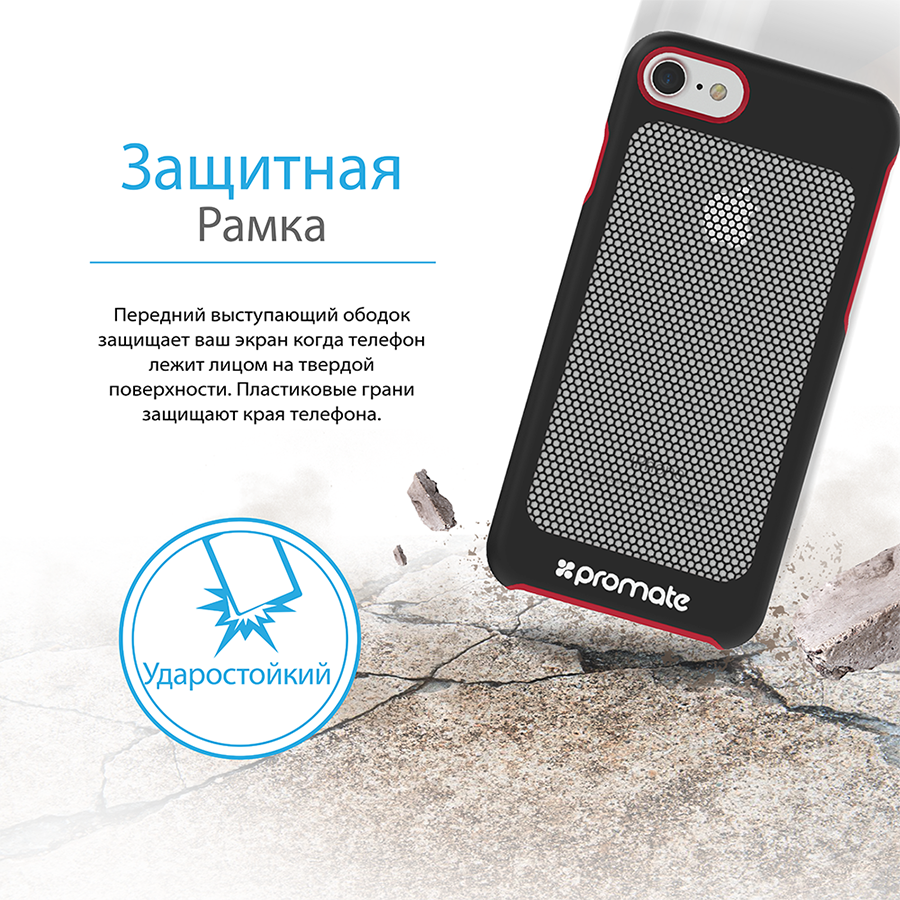 Защитная
Рамка
Передний выступающий ободок
защищает ваш экран когда телефон
лежит лицом на твердой
поверхности. Пластиковые грани
защищают края телефона.
promate
Ударостойкий